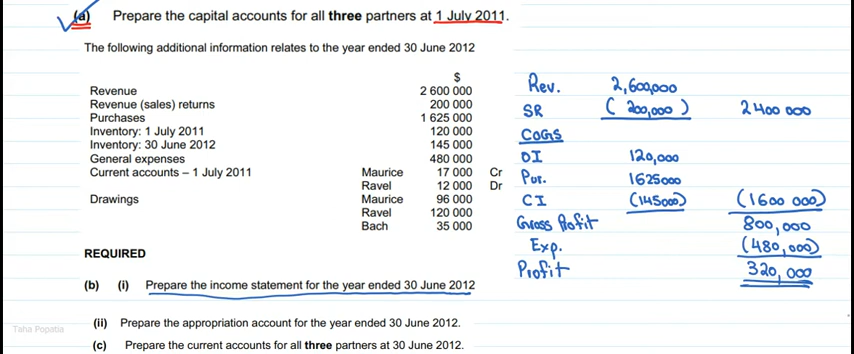 (a) Prepare the capital accounts for all three partners at 1 July 2011.
The following additional information relates to the year ended 30 June 2012
$
Revenue 2 600 000
Revenue (sales) returns 200 000
Purchases 1 625 000
Inventory: 1 July 2011 120 000
Inventory: 30 June 2012 145 000
General expenses 480 000
Current accounts – 1 July 2011 Maurice 17 000 Cr
Ravel 12 000 Dr
Drawings Maurice 96 000
Ravel 120 000
Bach 35 000
REQUIRED
(b) (i) Prepare the income statement for the year ended 30 June 2012
(ii) Prepare the appropriation account for the year ended 30 June 2012.
(c) Prepare the current accounts for all three partners at 30 June 2012.
Taha Popatia
Rev. 2,600,000
SR (200,000) 2400 000
COGS
OI 120,000
Pur. 1625000
CI (145000) (1600 000)
Gross Profit 800,000
Exp. (480,000)
Profit 320,000